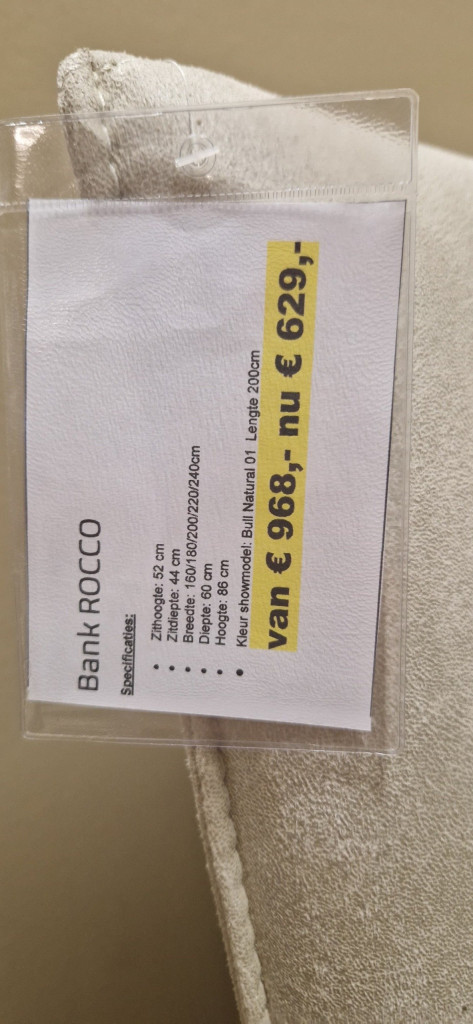 Bank ROCCO
Specificaties:
• Zithoogte: 52 cm
• Zitdiepte: 44 cm
• Breedte: 160/180/200/220/240cm
• Diepte: 60 cm
• Hoogte: 86 cm
• Kleur showmodel: Bull Natural 01 Lengte 200cm
van € 968,- nu € 629,-